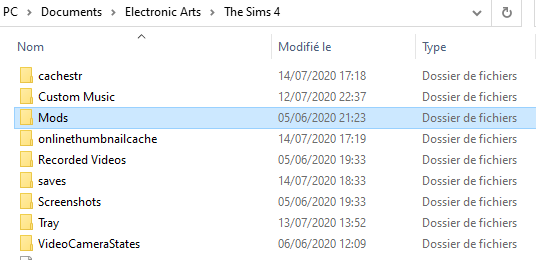 PC > Documents > Electronic Arts > The Sims 4
Nom Modifié le Type
cachestr 14/07/2020 17:18 Dossier de fichiers
Custom Music 12/07/2020 22:37 Dossier de fichiers
Mods 05/06/2020 21:23 Dossier de fichiers
onlinethumbnailcache 14/07/2020 17:19 Dossier de fichiers
Recorded Videos 05/06/2020 19:33 Dossier de fichiers
saves 14/07/2020 18:33 Dossier de fichiers
Screenshots 05/06/2020 19:33 Dossier de fichiers
Tray 13/07/2020 13:52 Dossier de fichiers
VideoCameraStates 06/06/2020 12:09 Dossier de fichiers